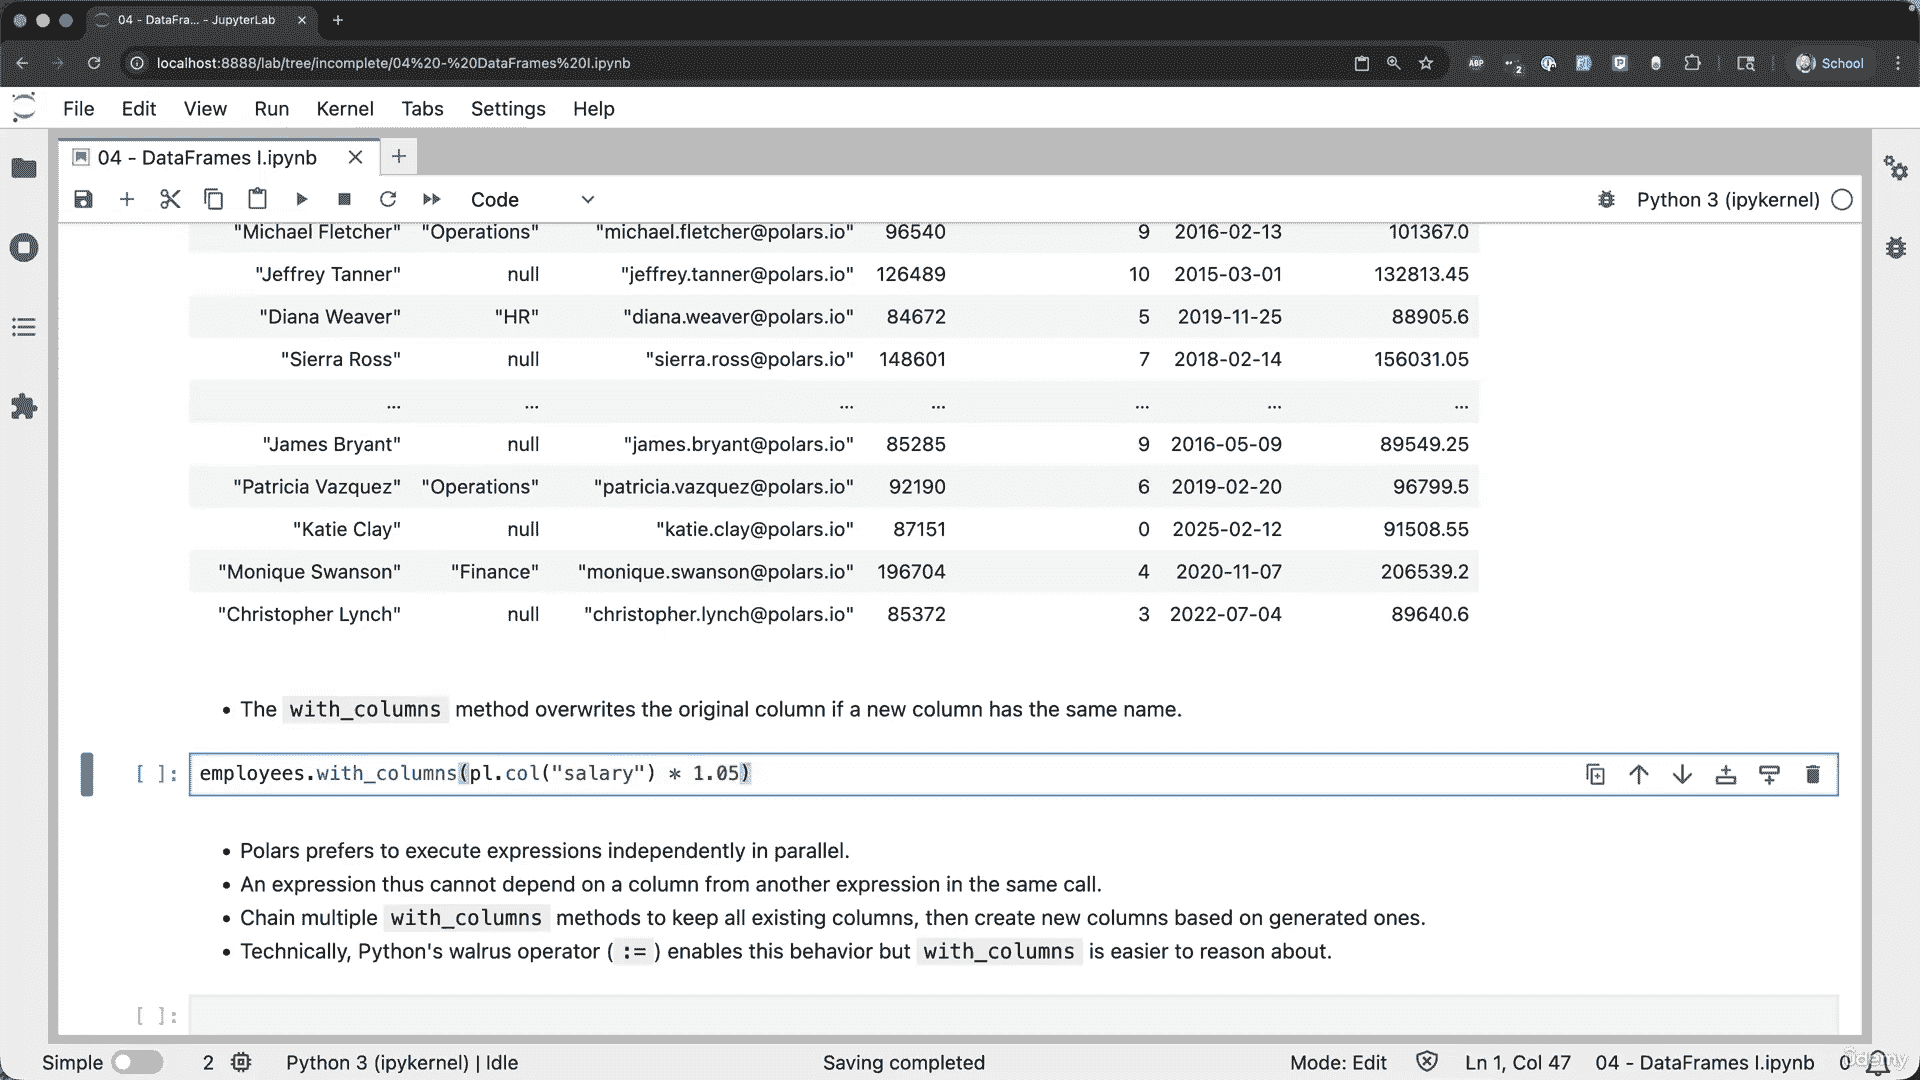 04 - DataFra... - JupyterLab
localhost:8888/lab/tree/incomplete/04%20-%20DataFrames%20I.ipynb
ABP
2
School
File Edit View Run Kernel Tabs Settings Help
04 - DataFrames I.ipynb
Code
Python 3 (ipykernel)
"Michael Fletcher" "Operations" "michael.fletcher@polars.io" 96540 9 2016-02-13 101367.0
"Jeffrey Tanner" null "jeffrey.tanner@polars.io" 126489 10 2015-03-01 132813.45
"Diana Weaver" "HR" "diana.weaver@polars.io" 84672 5 2019-11-25 88905.6
"Sierra Ross" null "sierra.ross@polars.io" 148601 7 2018-02-14 156031.05
... ... ... ... ... ... ...
"James Bryant" null "james.bryant@polars.io" 85285 9 2016-05-09 89549.25
"Patricia Vazquez" "Operations" "patricia.vazquez@polars.io" 92190 6 2019-02-20 96799.5
"Katie Clay" null "katie.clay@polars.io" 87151 0 2025-02-12 91508.55
"Monique Swanson" "Finance" "monique.swanson@polars.io" 196704 4 2020-11-07 206539.2
"Christopher Lynch" null "christopher.lynch@polars.io" 85372 3 2022-07-04 89640.6
• The with_columns method overwrites the original column if a new column has the same name.
[ ]: employees.with_columns(pl.col("salary") * 1.05)
• Polars prefers to execute expressions independently in parallel.
• An expression thus cannot depend on a column from another expression in the same call.
• Chain multiple with_columns methods to keep all existing columns, then create new columns based on generated ones.
• Technically, Python's walrus operator ( := ) enables this behavior but with_columns is easier to reason about.
[ ]:
Simple 2 Python 3 (ipykernel) | Idle Saving completed Mode: Edit Ln 1, Col 47 04 - DataFrames I.ipynb 0
Udemy